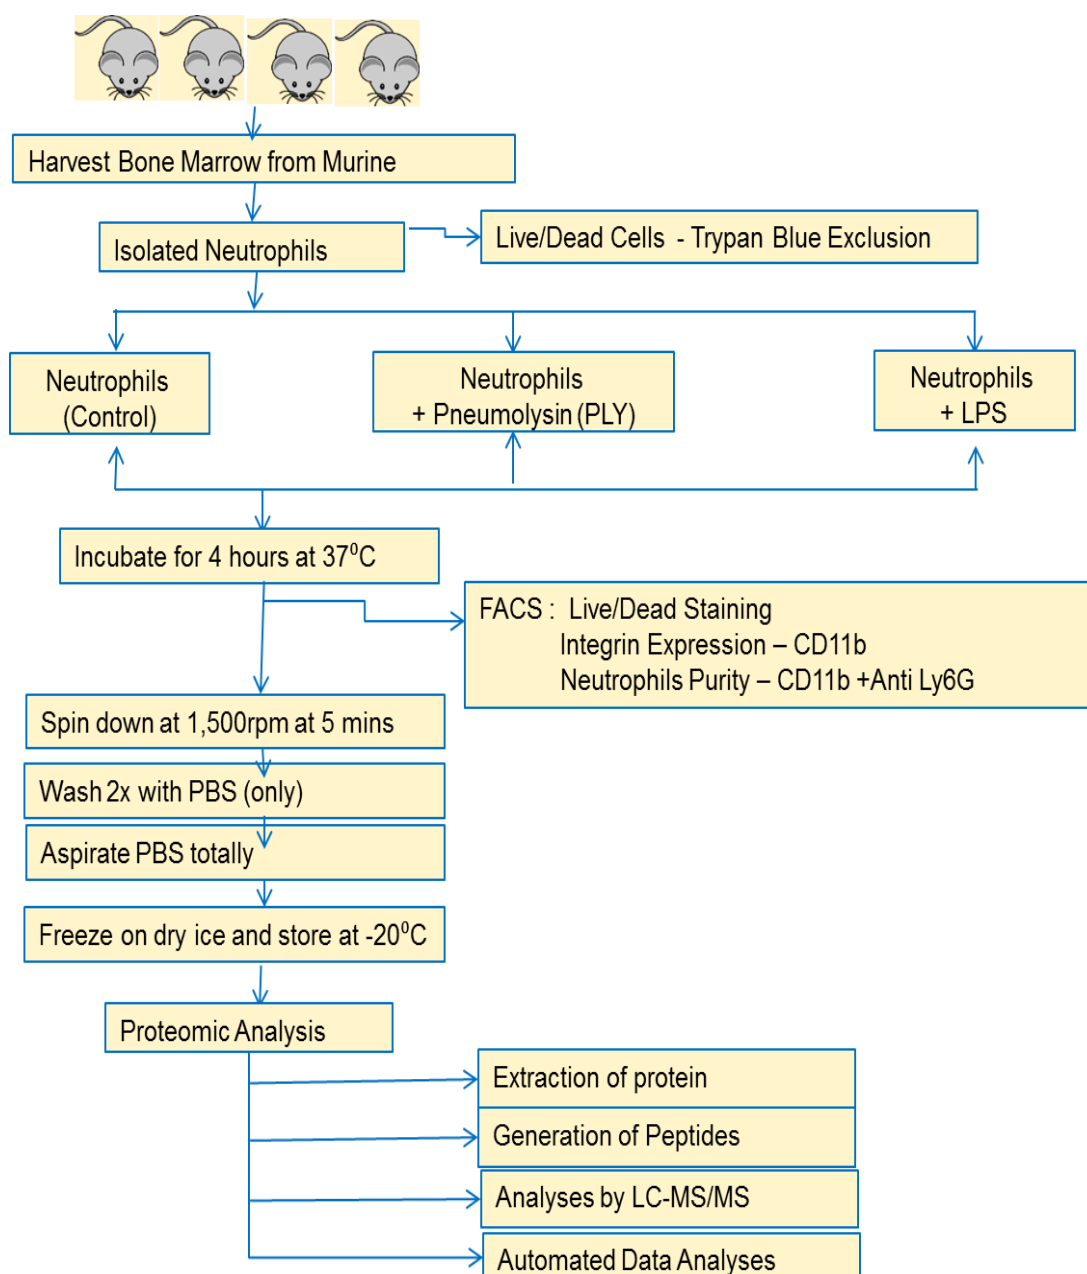 Harvest Bone Marrow from Murine
Isolated Neutrophils
Live/Dead Cells  - Trypan Blue Exclusion
Neutrophils
(Control)
Neutrophils
+ Pneumolysin (PLY)
Neutrophils
+ LPS
Incubate for 4 hours at 37⁰C
FACS :  Live/Dead Staining
Integrin Expression – CD11b
Neutrophils Purity – CD11b +Anti Ly6G
Spin down at 1,500rpm at 5 mins
Wash 2x with PBS (only)
Aspirate PBS totally
Freeze on dry ice and store at -20⁰C
Proteomic Analysis
Extraction of protein
Generation of Peptides
Analyses by LC-MS/MS
Automated Data Analyses